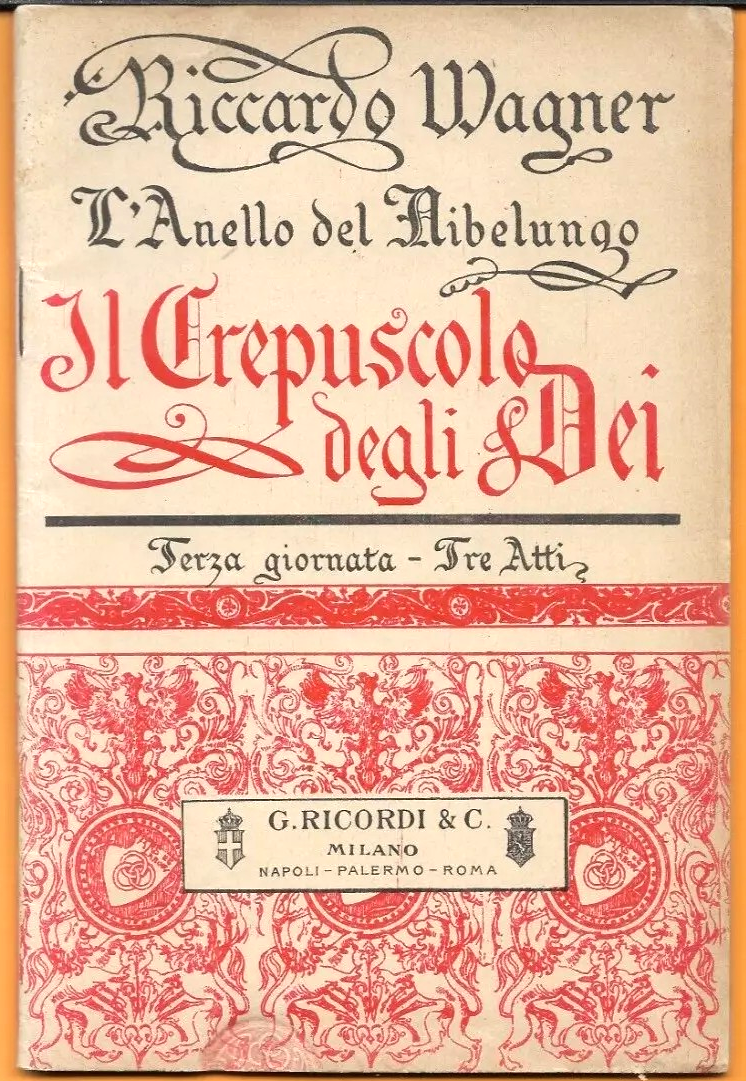 Riccardo Wagner
L'Anello del Nibelungo
Il Crepuscolo
degli Dei
Terza giornata - Tre Atti
G. RICORDI & C.
MILANO
NAPOLI - PALERMO - ROMA